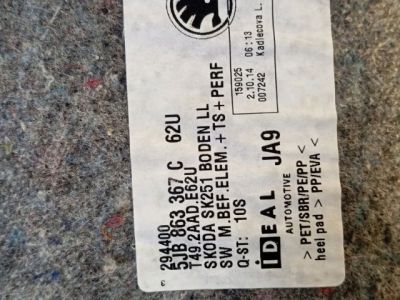 294400
5JB 863 367 C 62U
T49.2AAD.E62U
SKODA SK251 BODEN LL
SW M.BEF.ELEM.+TS+PERF
Q-ST: 10S
159025
2.10.14 06:13
007242 Kadlecova L.
iDEAL JA9
AUTOMOTIVE
> PET/SBR/PE/PP <
heel pad > PP/EVA <